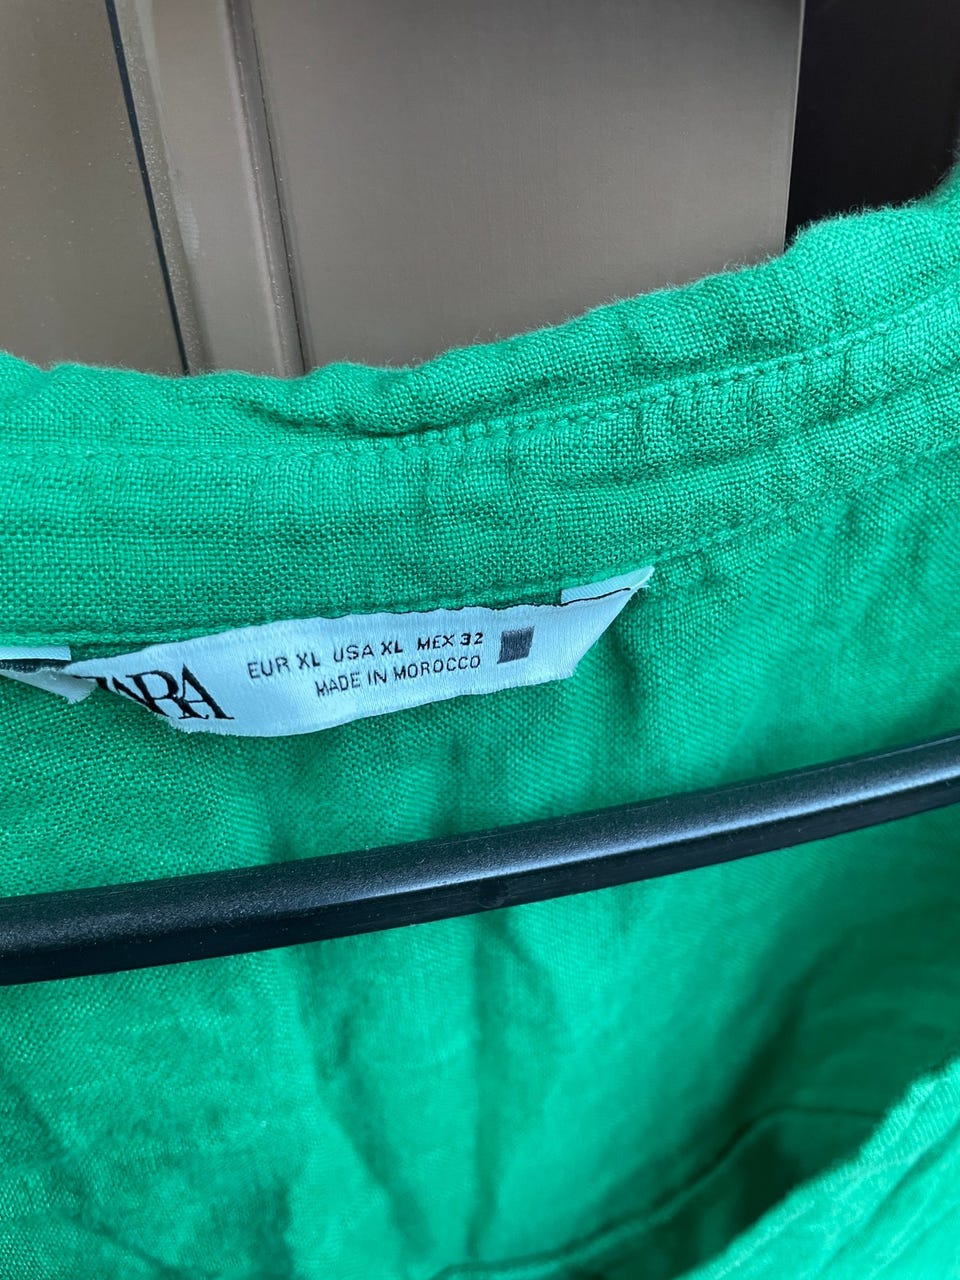 ZARA
EUR XL USA XL MEX 32
MADE IN MOROCCO